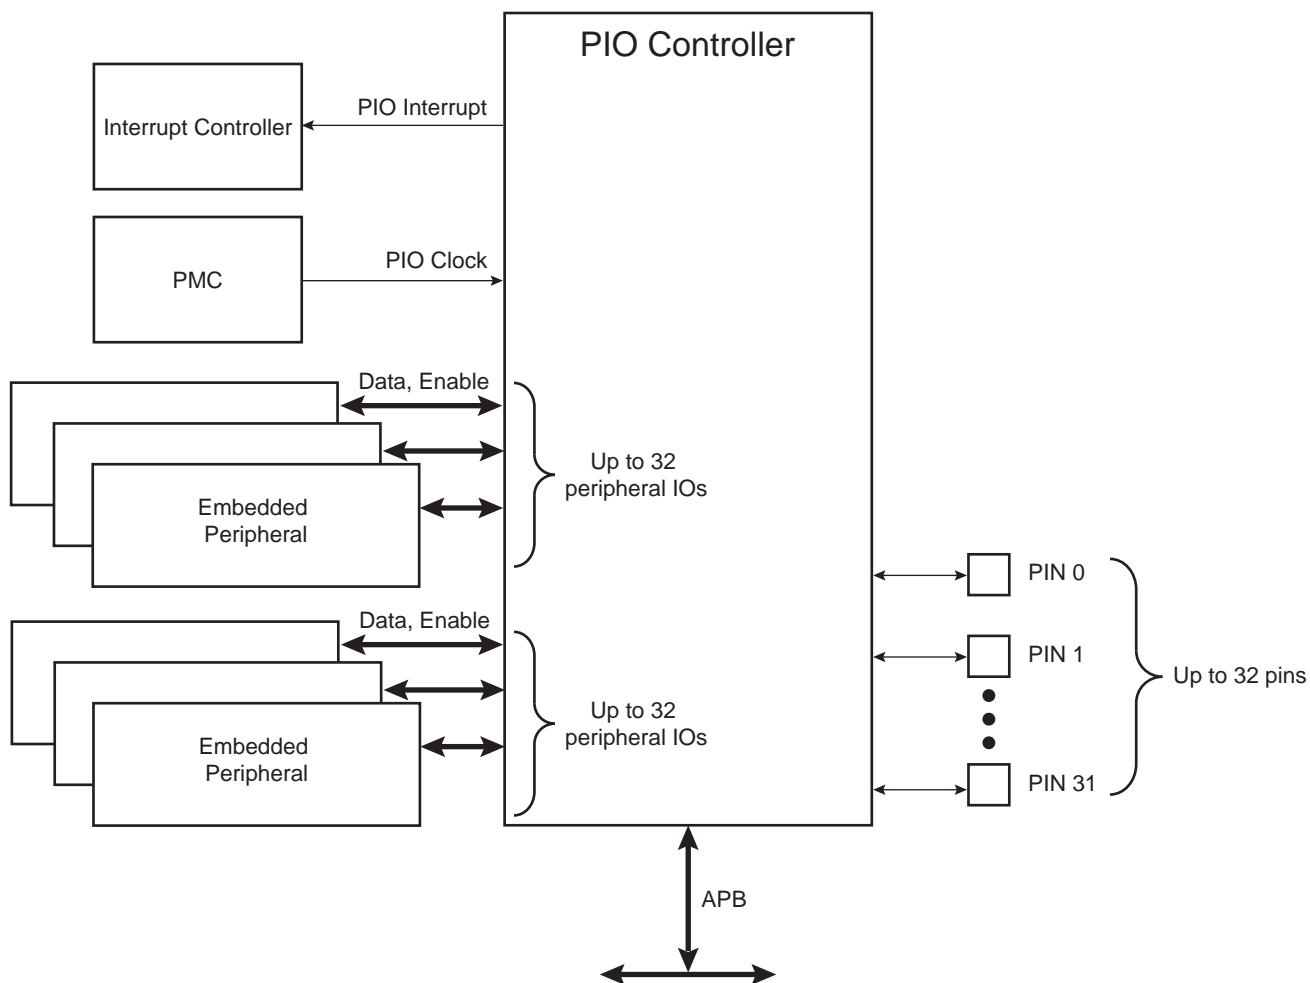 PIO Controller
PIO Interrupt
Interrupt Controller
PIO Clock
PMC
Data, Enable
Up to 32
peripheral IOs
Embedded
Peripheral
PIN 0
Data, Enable
PIN 1
Up to 32 pins
Up to 32
peripheral IOs
Embedded
Peripheral
PIN 31
APB